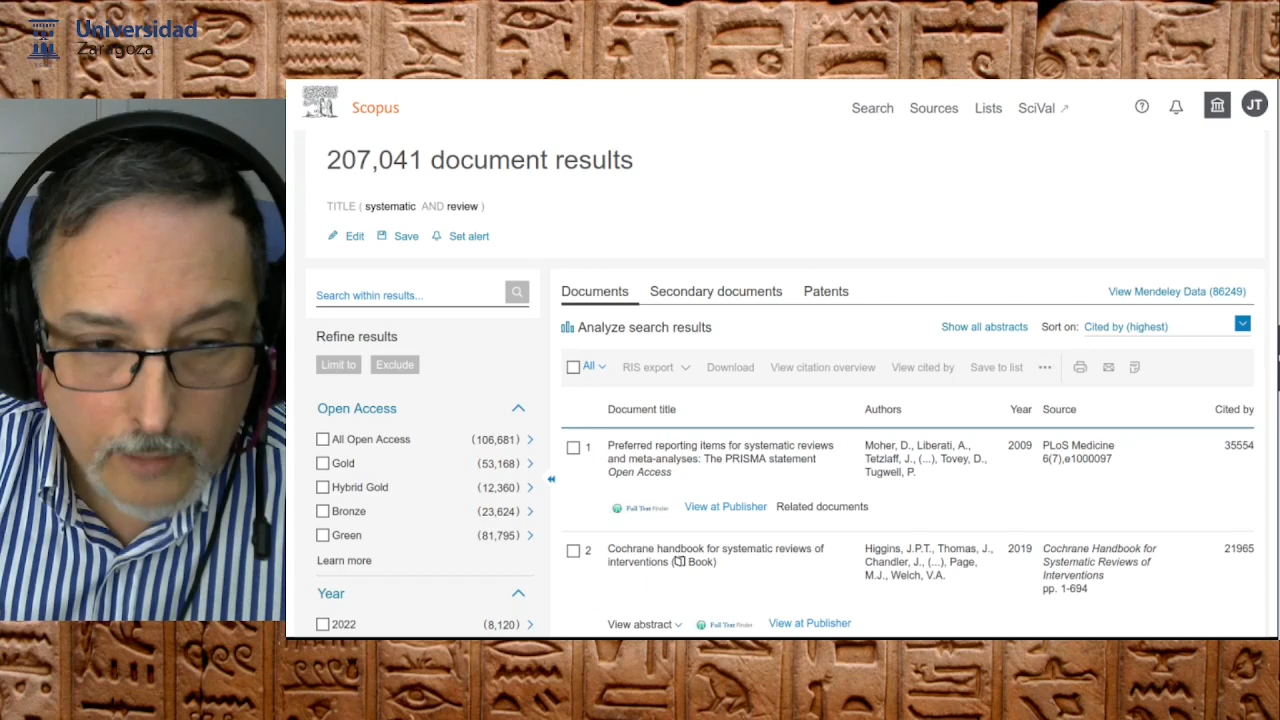 Universidad
Zaragoza
Scopus
Search Sources Lists SciVal ↗ JT
207,041 document results
TITLE ( systematic AND review )
Edit Save Set alert
Search within results...
Refine results
Limit to Exclude
Open Access
All Open Access (106,681)
Gold (53,168)
Hybrid Gold (12,360)
Bronze (23,624)
Green (81,795)
Learn more
Year
2022 (8,120)
Documents Secondary documents Patents View Mendeley Data (86249)
Analyze search results Show all abstracts Sort on: Cited by (highest)
All RIS export Download View citation overview View cited by Save to list ...
Document title Authors Year Source Cited by
1 Preferred reporting items for systematic reviews Moher, D., Liberati, A., 2009 PLoS Medicine 35554
and meta-analyses: The PRISMA statement Tetzlaff, J., (...), Tovey, D., 6(7),e1000097
Open Access Tugwell, P.
Full Text Finder View at Publisher Related documents
2 Cochrane handbook for systematic reviews of Higgins, J.P.T., Thomas, J., 2019 Cochrane Handbook for 21965
interventions ( Book) Chandler, J., (...), Page, Systematic Reviews of
M.J., Welch, V.A. Interventions
pp. 1-694
View abstract Full Text Finder View at Publisher